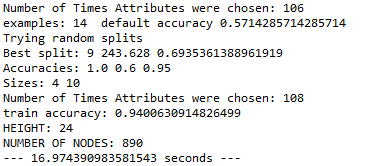 Number of Times Attributes were chosen: 106
examples: 14  default accuracy 0.5714285714285714
Trying random splits
Best split: 9 243.628 0.6935361388961919
Accuracies: 1.0 0.6 0.95
Sizes: 4 10
Number of Times Attributes were chosen: 108
train accuracy: 0.9400630914826499
HEIGHT: 24
NUMBER OF NODES: 890
--- 16.974390983581543 seconds ---